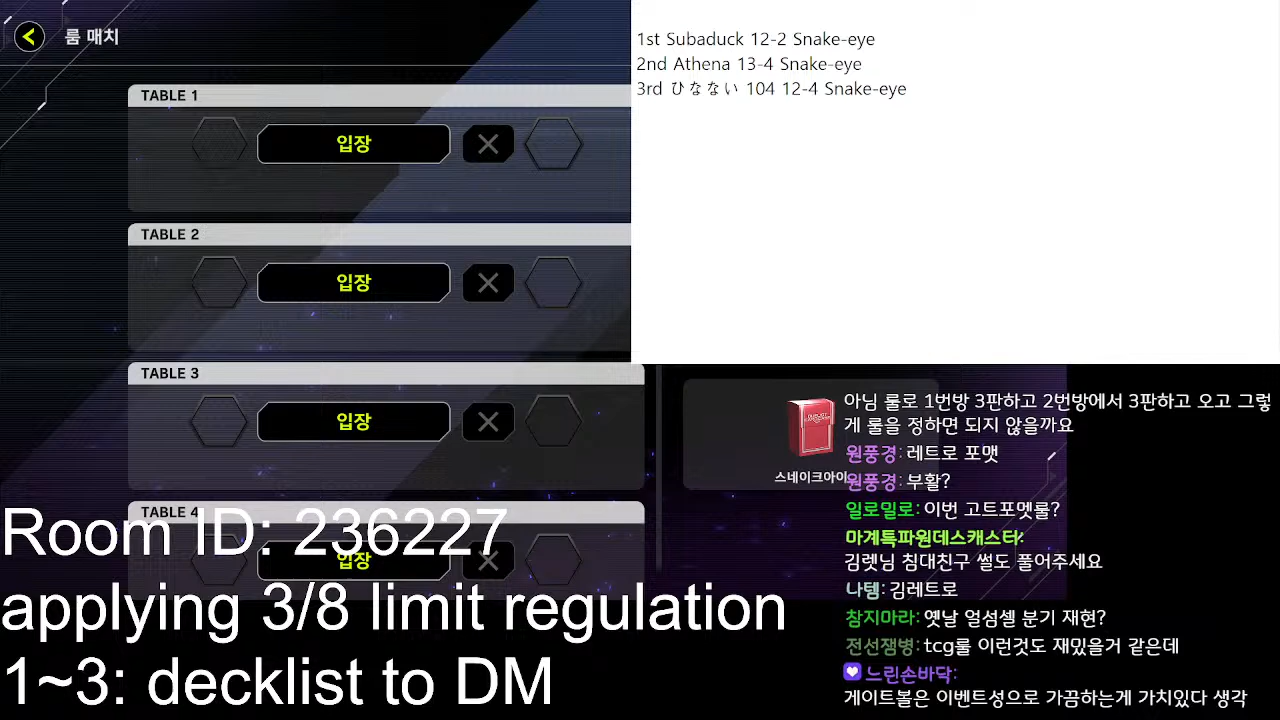 룸 매치
TABLE 1
입장
TABLE 2
입장
TABLE 3
입장
TABLE 4
입장
1st Subaduck 12-2 Snake-eye
2nd Athena 13-4 Snake-eye
3rd ひなない 104 12-4 Snake-eye
스네이크아이
Room ID: 236227
applying 3/8 limit regulation
1~3: decklist to DM
아님 룰로 1번방 3판하고 2번방에서 3판하고 오고 그렇
게 룰을 정하면 되지 않을까요
원풍경: 레트로 포맷
원풍경: 부활?
일로밀로: 이번 고트포멧룰?
마계특파원데스캐스터:
김렛님 침대친구 썰도 풀어주세요
나템: 김레트로
참지마라: 옛날 얼섬셀 분기 재현?
전선잼병: tcg룰 이런것도 재밌을거 같은데
느린손바닥:
게이트볼은 이벤트성으로 가끔하는게 가치있다 생각